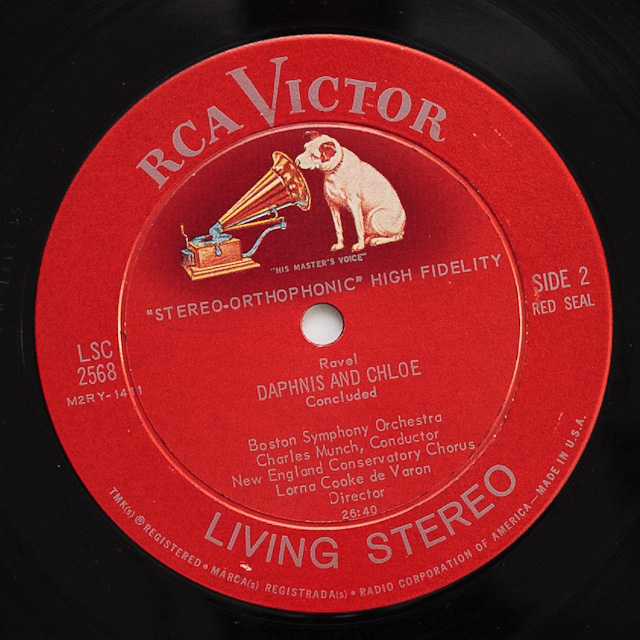 RCA VICTOR
"HIS MASTER'S VOICE"
"STEREO-ORTHOPHONIC" HIGH FIDELITY
SIDE 2
RED SEAL
LSC
2568
Ravel
DAPHNIS AND CHLOE
Concluded
Boston Symphony Orchestra
Charles Munch, Conductor
New England Conservatory Chorus
Lorna Cooke de Varon
Director
26:40
LIVING STEREO
TMK(s) ® REGISTERED • MARCA(s) REGISTRADA(s) • RADIO CORPORATION OF AMERICA — MADE IN U.S.A.